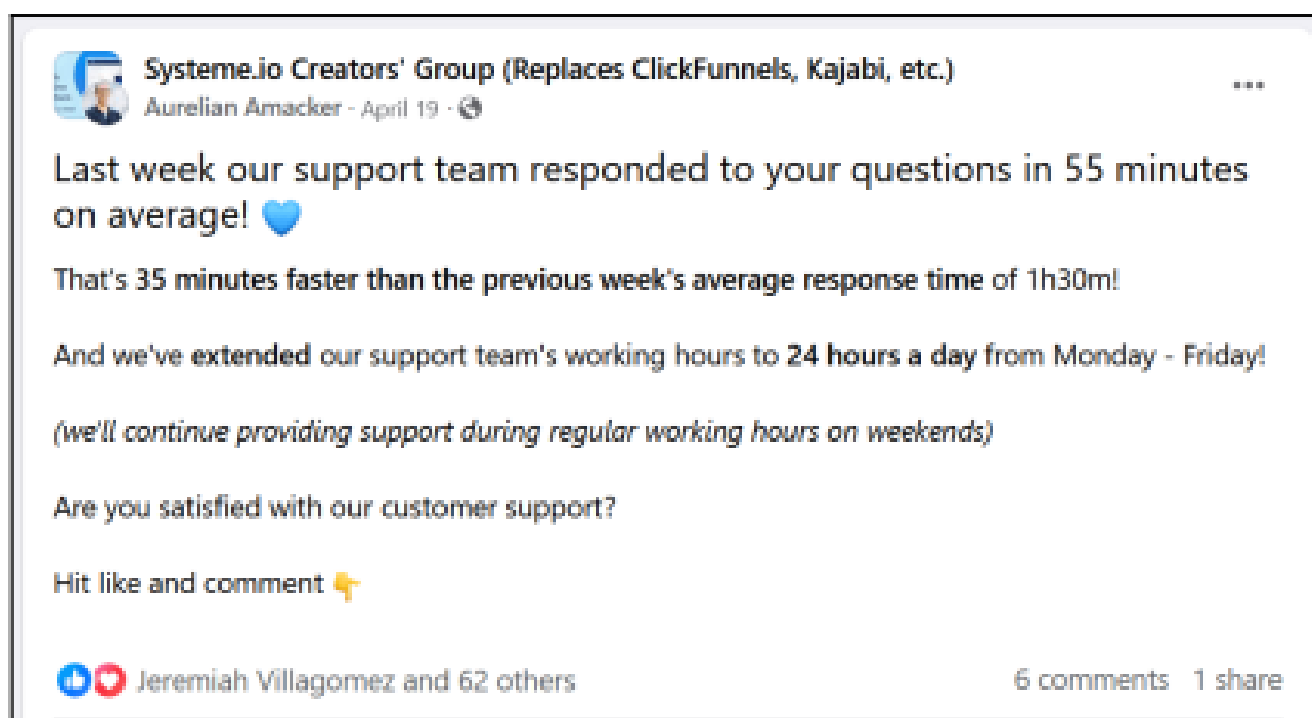 Systeme.io Creators' Group (Replaces ClickFunnels, Kajabi, etc.)
Aurelian Amacker · April 19 ·
Last week our support team responded to your questions in 55 minutes
on average! 💙
That's 35 minutes faster than the previous week's average response time of 1h30m!
And we've extended our support team's working hours to 24 hours a day from Monday - Friday!
(we'll continue providing support during regular working hours on weekends)
Are you satisfied with our customer support?
Hit like and comment 👇
Jeremiah Villagomez and 62 others
6 comments 1 share